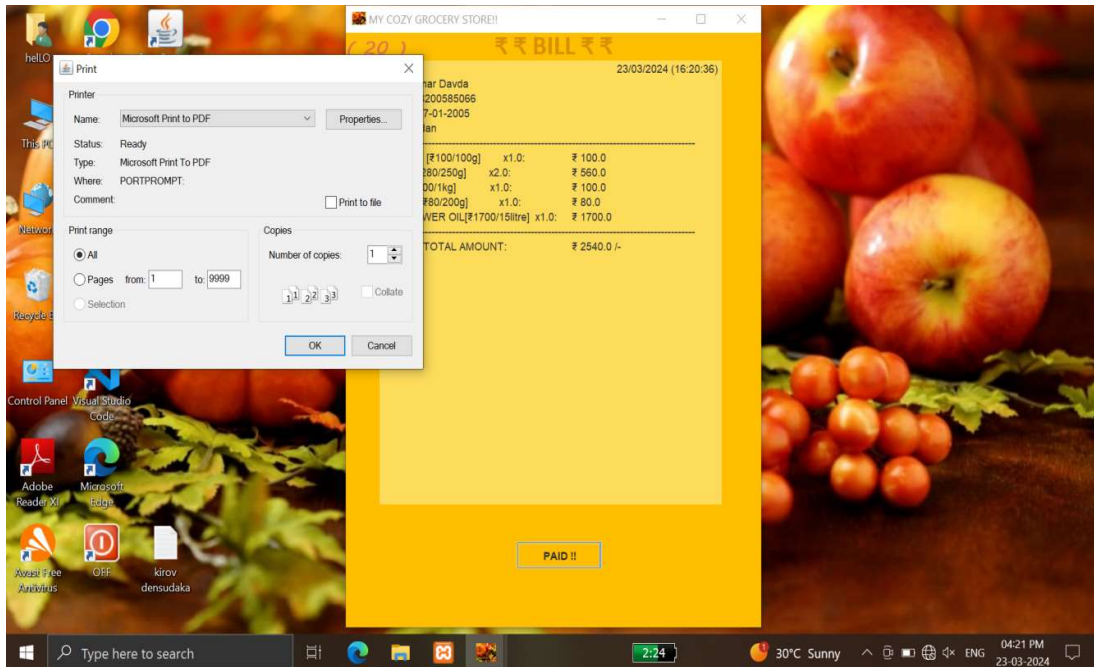 helLO
This PC
Network
Recycle B
Control Panel
Visual Studio
Code
Adobe
Reader XI
Microsoft
Edge
Avast Free
Antivirus
OFF
kirov
densudaka
Print
Printer
Name:
Microsoft Print to PDF
Properties...
Status: Ready
Type: Microsoft Print To PDF
Where: PORTPROMPT:
Comment:
Print to file
Print range
All
Pages from: 1 to: 9999
Selection
Copies
Number of copies: 1
11 22 33
Collate
OK
Cancel
MY COZY GROCERY STORE!!
( 20 ) ₹ ₹ BILL ₹ ₹
23/03/2024 (16:20:36)
mar Davda
200585066
7-01-2005
[₹100/100g] x1.0: ₹ 100.0
280/250g] x2.0: ₹ 560.0
00/1kg] x1.0: ₹ 100.0
₹80/200g] x1.0: ₹ 80.0
WER OIL[₹1700/15litre] x1.0: ₹ 1700.0
TOTAL AMOUNT: ₹ 2540.0 /-
PAID !!
Type here to search
2:24
30°C Sunny
ENG
04:21 PM
23-03-2024